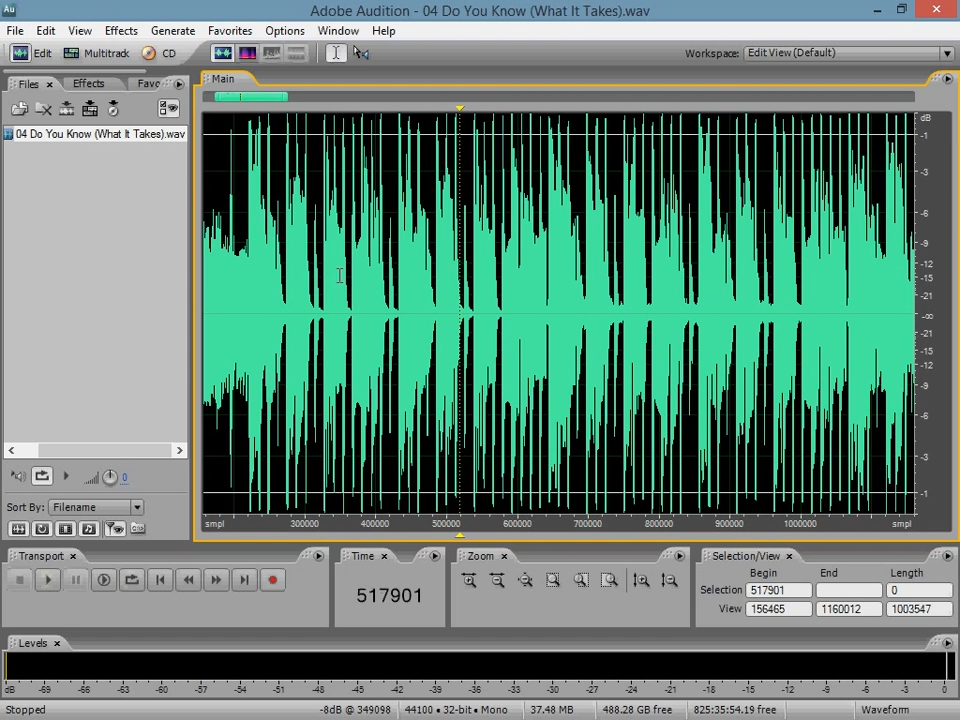 Au Adobe Audition - 04 Do You Know (What It Takes).wav
File Edit View Effects Generate Favorites Options Window Help
Edit Multitrack CD Workspace: Edit View (Default)
Files Effects Favo Main
04 Do You Know (What It Takes).wav
dB
-1
-3
-6
-9
-12
-15
-21
-∞
-21
-15
-12
-9
-6
-3
-1
0
Sort By: Filename
smpl 300000 400000 500000 600000 700000 800000 900000 1000000 smpl
Transport Time Zoom Selection/View
Begin End Length
Selection 517901 0
View 156465 1160012 1003547
517901
Levels
dB -69 -66 -63 -60 -57 -54 -51 -48 -45 -42 -39 -36 -33 -30 -27 -24 -21 -18 -15 -12 -9 -6 -3 0
Stopped -8dB @ 349098 44100 • 32-bit • Mono 37.48 MB 488.28 GB free 825:35:54.19 free Waveform